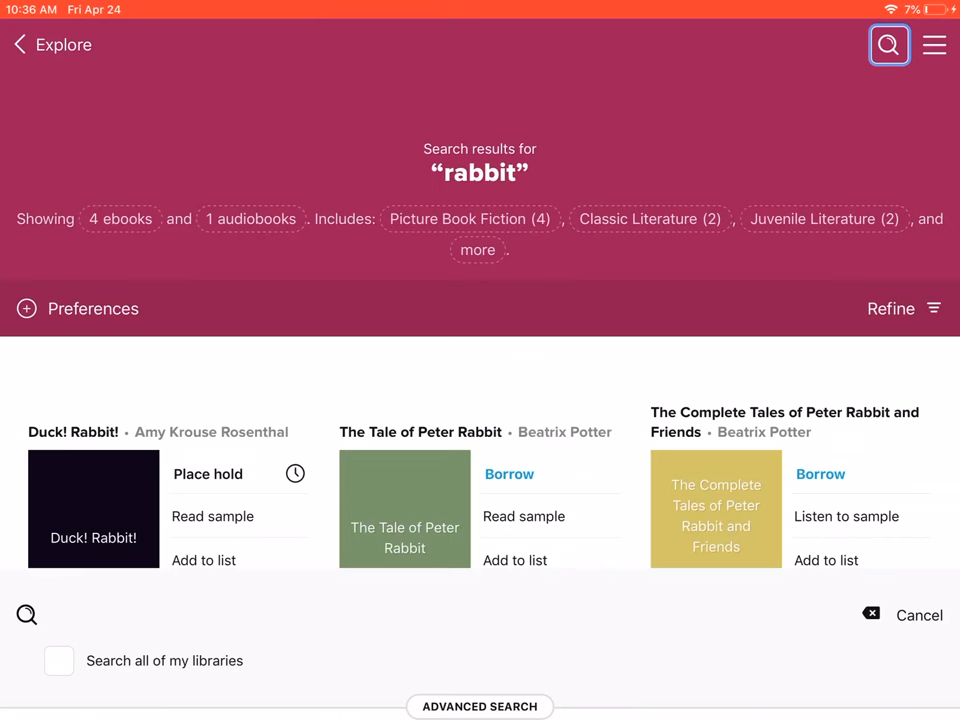 10:36 AM Fri Apr 24 7%
Explore
Search results for
“rabbit”
Showing 4 ebooks and 1 audiobooks . Includes: Picture Book Fiction (4) , Classic Literature (2) , Juvenile Literature (2) , and
more .
Preferences Refine
Duck! Rabbit! • Amy Krouse Rosenthal
Duck! Rabbit!
Place hold
Read sample
Add to list
The Tale of Peter Rabbit • Beatrix Potter
The Tale of Peter
Rabbit
Borrow
Read sample
Add to list
The Complete Tales of Peter Rabbit and
Friends • Beatrix Potter
The Complete
Tales of Peter
Rabbit and
Friends
Borrow
Listen to sample
Add to list
Cancel
Search all of my libraries
ADVANCED SEARCH